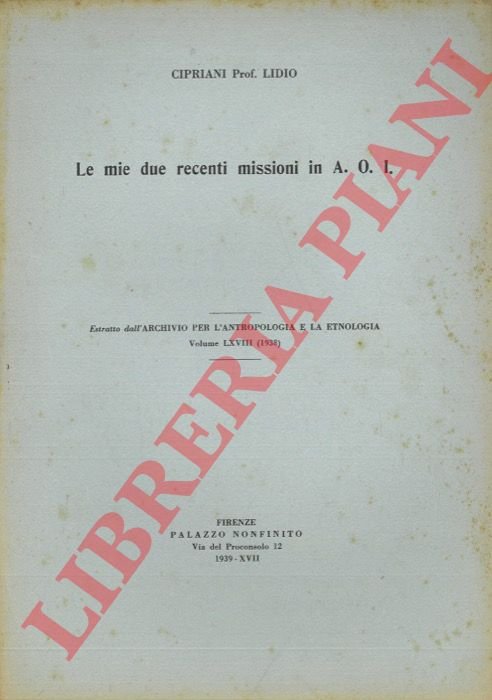 CIPRIANI Prof. LIDIO
Le mie due recenti missioni in A. O. I.
Estratto dall'ARCHIVIO PER L'ANTROPOLOGIA E LA ETNOLOGIA
Volume LXVIII (1938)
FIRENZE
PALAZZO NONFINITO
Via del Proconsolo 12
1939-XVII
LIBRERIA PIANI